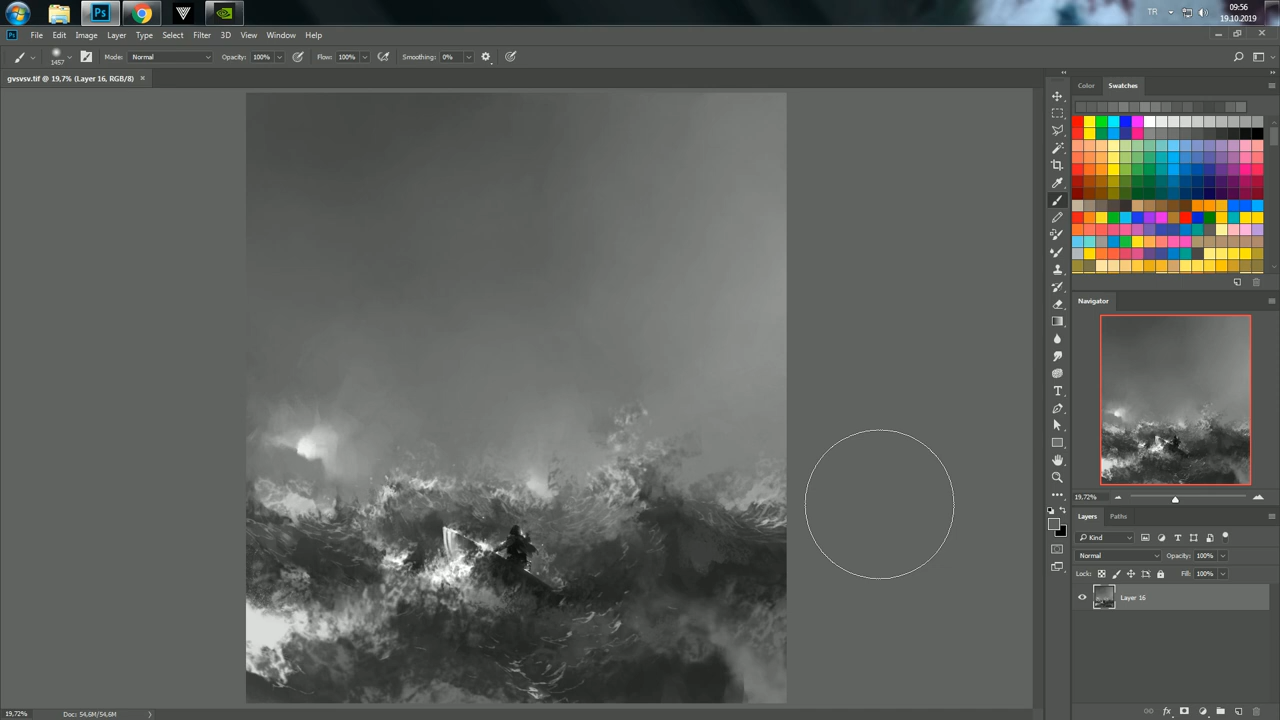 TR
09:56
19.10.2019
File Edit Image Layer Type Select Filter 3D View Window Help
1457 Mode: Normal Opacity: 100% Flow: 100% Smoothing: 0%
gvsvsv.tif @ 19,7% (Layer 16, RGB/8)
Color Swatches
Navigator
19,72%
Layers Paths
Kind
Normal Opacity: 100%
Lock: Fill: 100%
Layer 16
19,72% Doc: 54,6M/54,6M